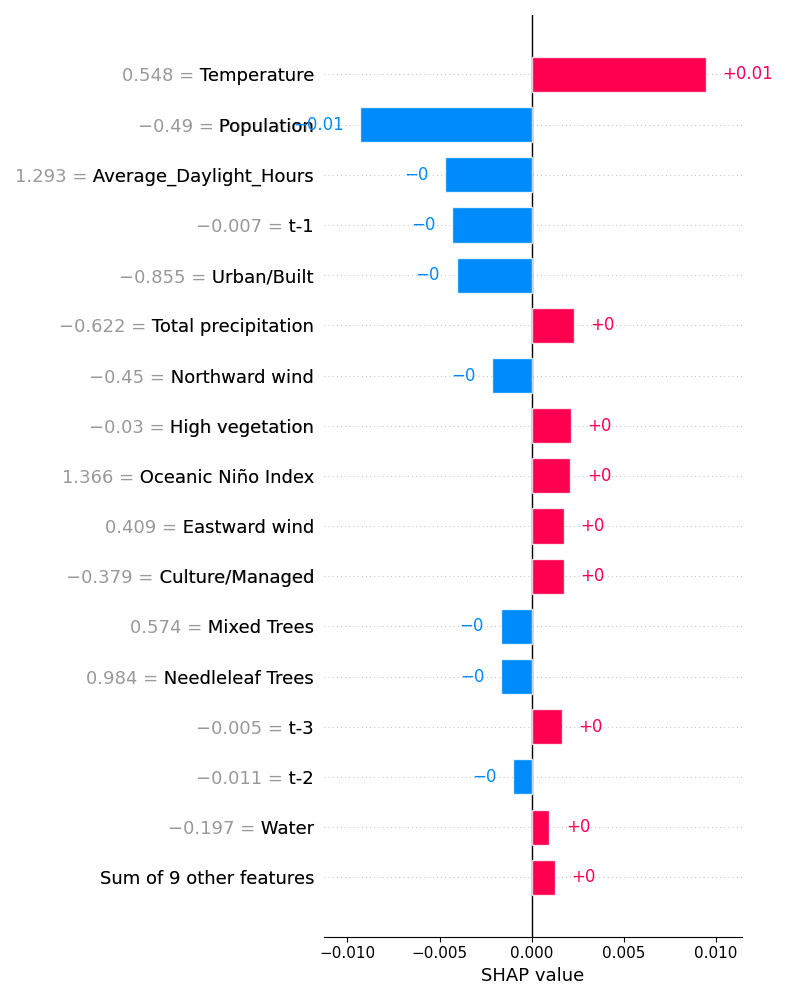 0.548 = Temperature +0.01
−0.49 = Population −0.01
1.293 = Average_Daylight_Hours −0
−0.007 = t-1 −0
−0.855 = Urban/Built −0
−0.622 = Total precipitation +0
−0.45 = Northward wind −0
−0.03 = High vegetation +0
1.366 = Oceanic Niño Index +0
0.409 = Eastward wind +0
−0.379 = Culture/Managed +0
0.574 = Mixed Trees −0
0.984 = Needleleaf Trees −0
−0.005 = t-3 +0
−0.011 = t-2 −0
−0.197 = Water +0
Sum of 9 other features +0
−0.010 −0.005 0.000 0.005 0.010
SHAP value